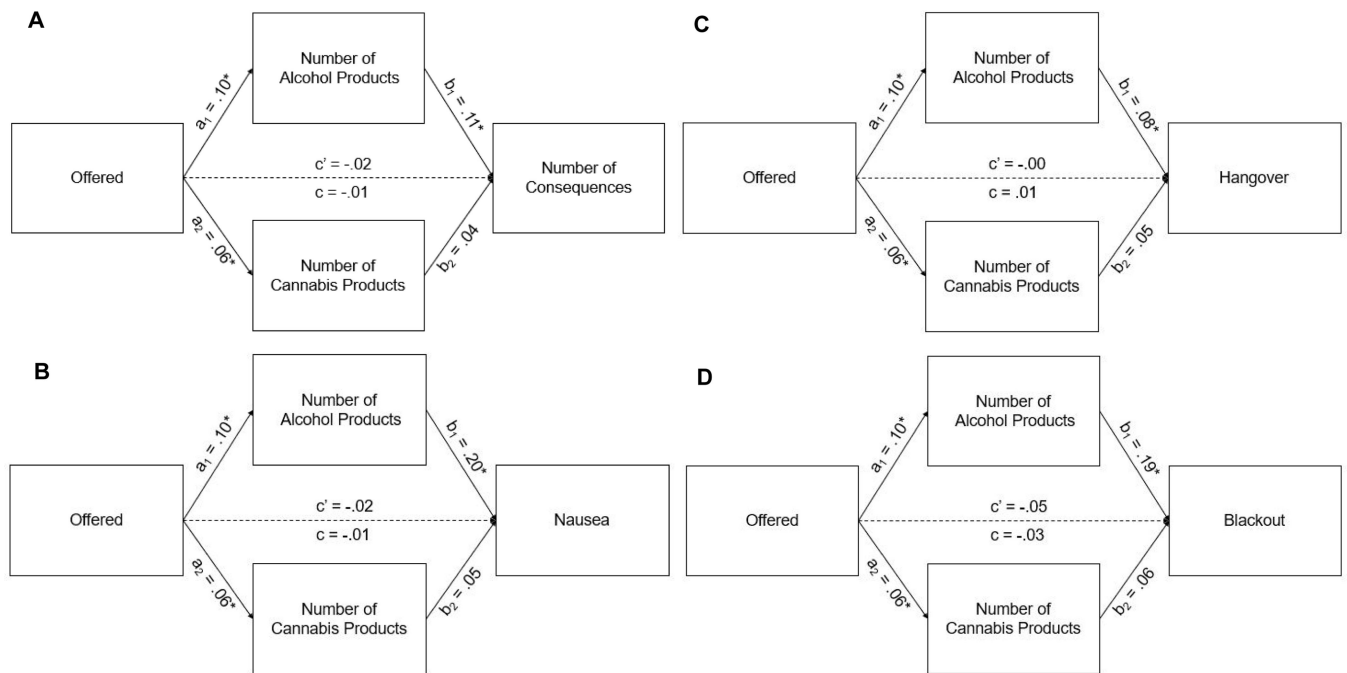 A
Number of
Alcohol Products
a₁ = .10*
b₁ = .11*
Offered
c' = -.02
c = -.01
Number of
Consequences
a₂ = .06*
b₂ = .04
Number of
Cannabis Products
B
Number of
Alcohol Products
a₁ = .10*
b₁ = .20*
Offered
c' = -.02
c = -.01
Nausea
a₂ = .06*
b₂ = .05
Number of
Cannabis Products
C
Number of
Alcohol Products
a₁ = .10*
b₁ = .08*
Offered
c' = -.00
c = .01
Hangover
a₂ = .06*
b₂ = .05
Number of
Cannabis Products
D
Number of
Alcohol Products
a₁ = .10*
b₁ = .19*
Offered
c' = -.05
c = -.03
Blackout
a₂ = .06*
b₂ = .06
Number of
Cannabis Products